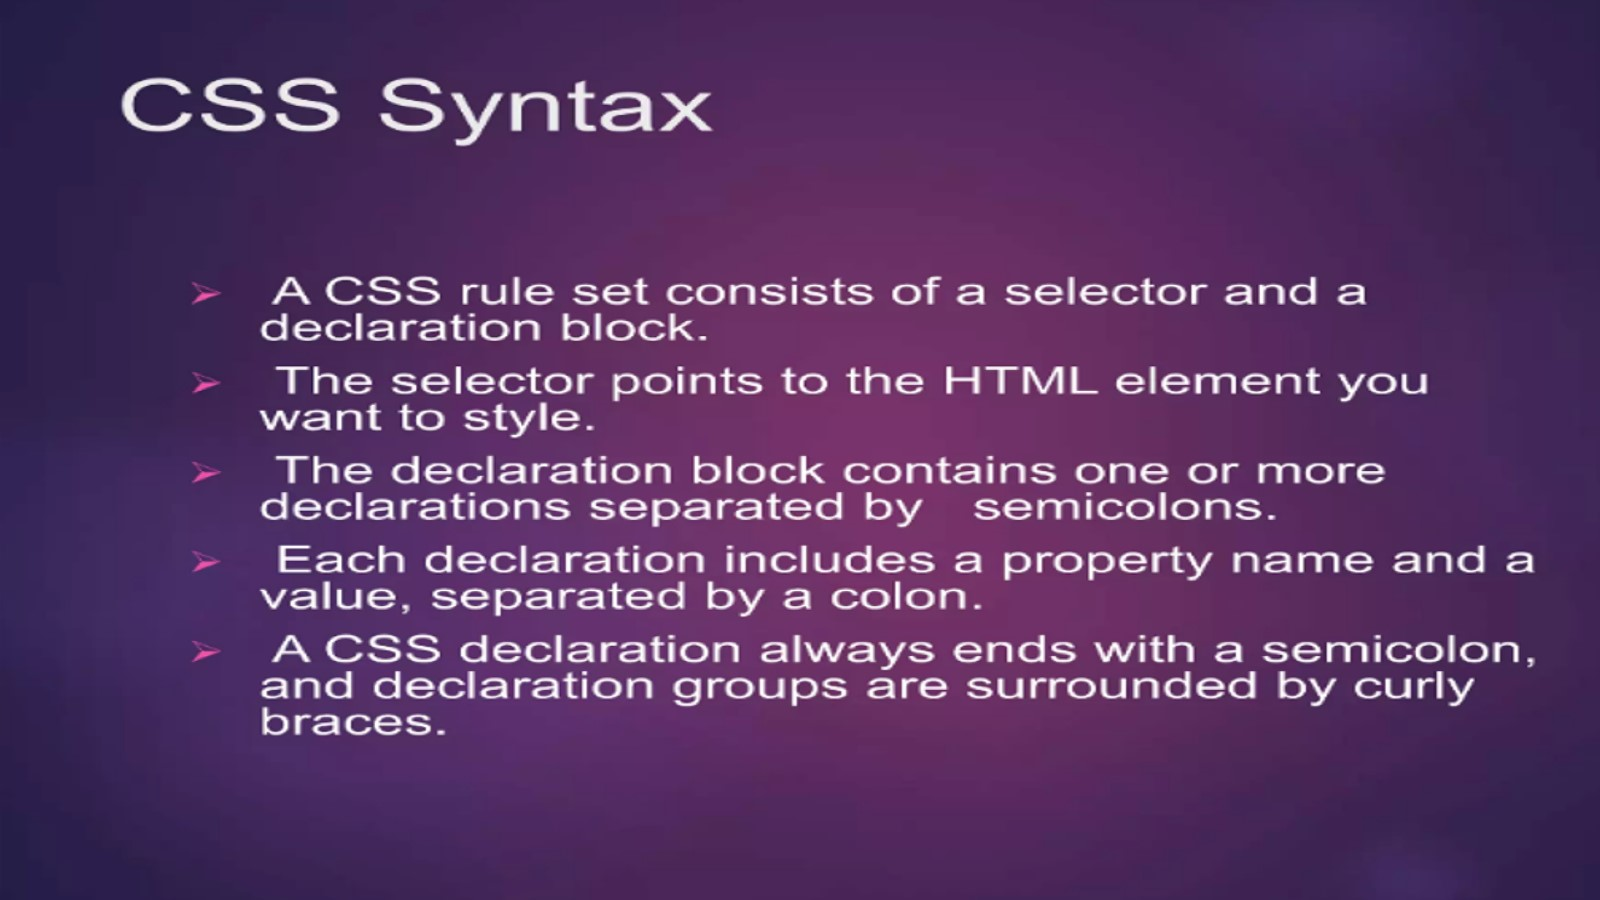 CSS Syntax
➢ A CSS rule set consists of a selector and a
declaration block.
➢ The selector points to the HTML element you
want to style.
➢ The declaration block contains one or more
declarations separated by semicolons.
➢ Each declaration includes a property name and a
value, separated by a colon.
➢ A CSS declaration always ends with a semicolon,
and declaration groups are surrounded by curly
braces.